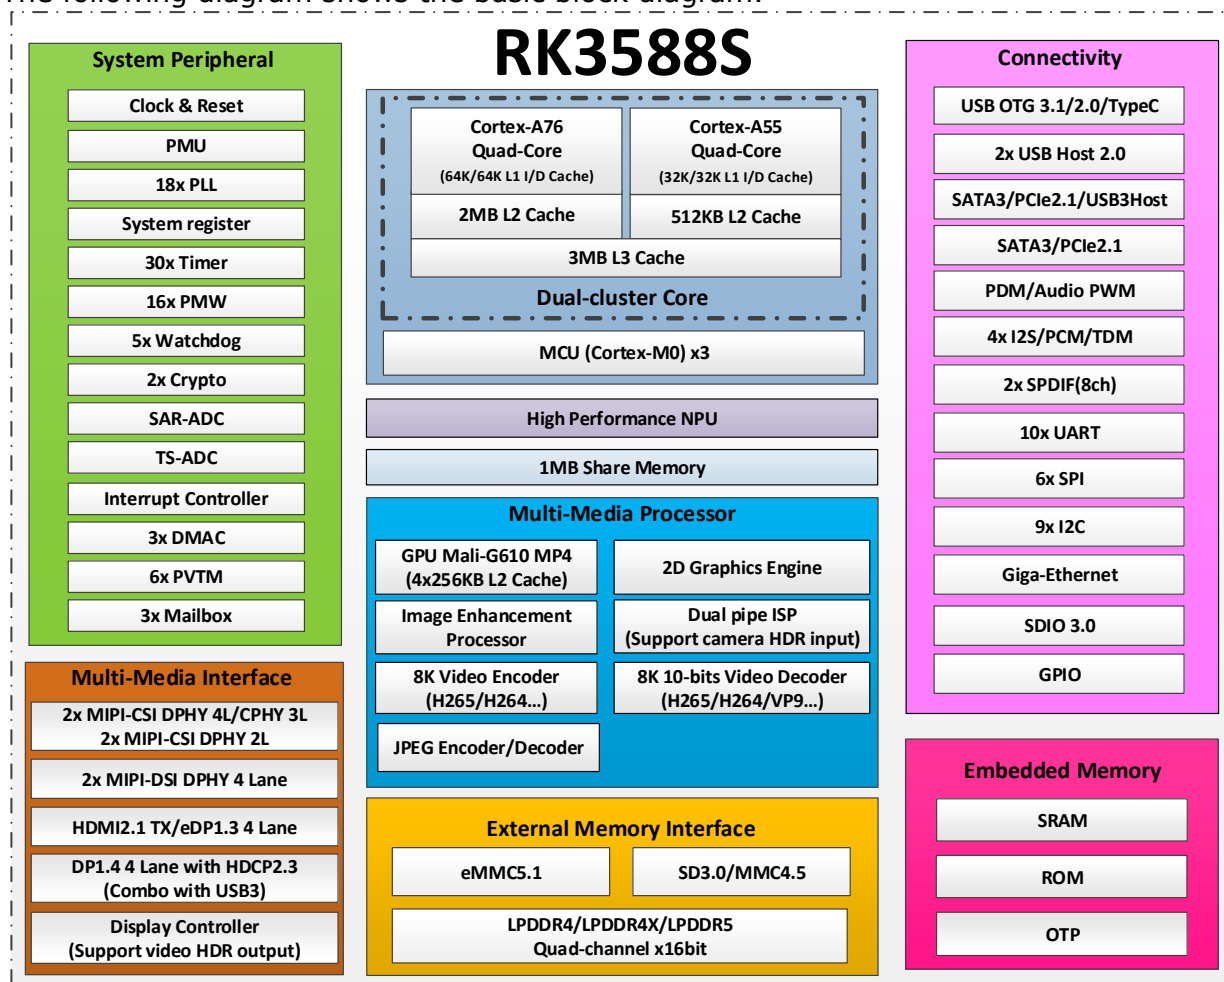 The following diagram shows the basic block diagram.
RK3588S
System Peripheral
Clock & Reset
PMU
18x PLL
System register
30x Timer
16x PMW
5x Watchdog
2x Crypto
SAR-ADC
TS-ADC
Interrupt Controller
3x DMAC
6x PVTM
3x Mailbox
Multi-Media Interface
2x MIPI-CSI DPHY 4L/CPHY 3L
2x MIPI-CSI DPHY 2L
2x MIPI-DSI DPHY 4 Lane
HDMI2.1 TX/eDP1.3 4 Lane
DP1.4 4 Lane with HDCP2.3
(Combo with USB3)
Display Controller
(Support video HDR output)
Cortex-A76
Quad-Core
(64K/64K L1 I/D Cache)
2MB L2 Cache
Cortex-A55
Quad-Core
(32K/32K L1 I/D Cache)
512KB L2 Cache
3MB L3 Cache
Dual-cluster Core
MCU (Cortex-M0) x3
High Performance NPU
1MB Share Memory
Multi-Media Processor
GPU Mali-G610 MP4
(4x256KB L2 Cache)
2D Graphics Engine
Image Enhancement
Processor
Dual pipe ISP
(Support camera HDR input)
8K Video Encoder
(H265/H264...)
8K 10-bits Video Decoder
(H265/H264/VP9...)
JPEG Encoder/Decoder
External Memory Interface
eMMC5.1
SD3.0/MMC4.5
LPDDR4/LPDDR4X/LPDDR5
Quad-channel x16bit
Connectivity
USB OTG 3.1/2.0/TypeC
2x USB Host 2.0
SATA3/PCIe2.1/USB3Host
SATA3/PCIe2.1
PDM/Audio PWM
4x I2S/PCM/TDM
2x SPDIF(8ch)
10x UART
6x SPI
9x I2C
Giga-Ethernet
SDIO 3.0
GPIO
Embedded Memory
SRAM
ROM
OTP